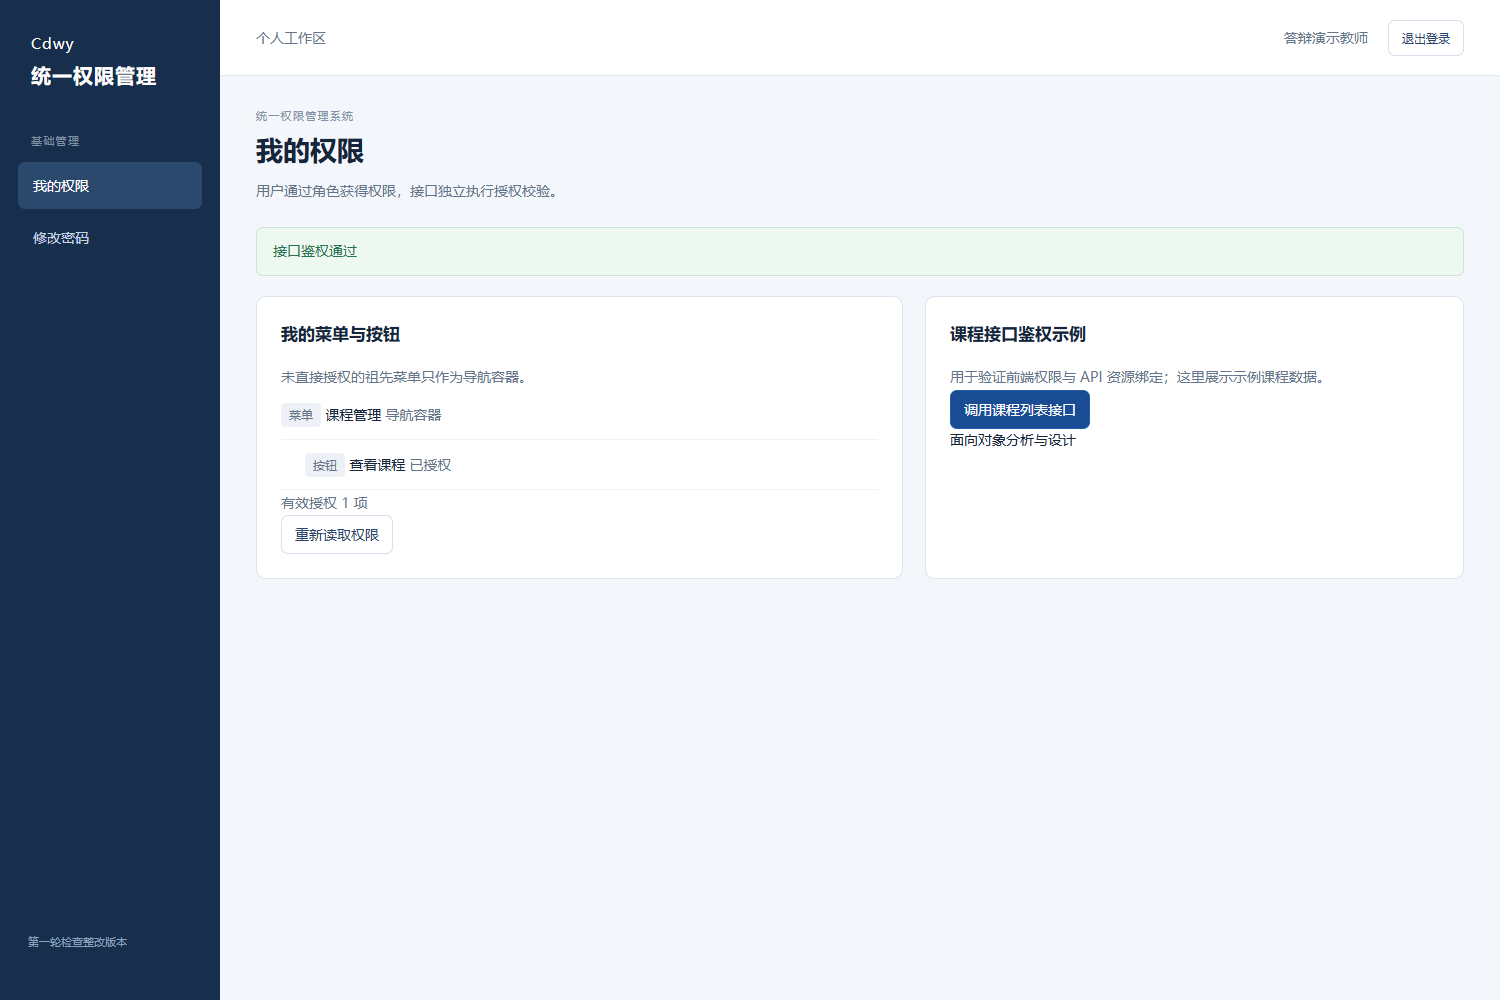 Cdwy
统一权限管理
基础管理
我的权限
修改密码
第一轮检查整改版本
个人工作区
答辩演示教师
退出登录
统一权限管理系统
我的权限
用户通过角色获得权限，接口独立执行授权校验。
接口鉴权通过
我的菜单与按钮
未直接授权的祖先菜单只作为导航容器。
菜单 课程管理 导航容器
按钮 查看课程 已授权
有效授权 1 项
重新读取权限
课程接口鉴权示例
用于验证前端权限与 API 资源绑定；这里展示示例课程数据。
调用课程列表接口
面向对象分析与设计